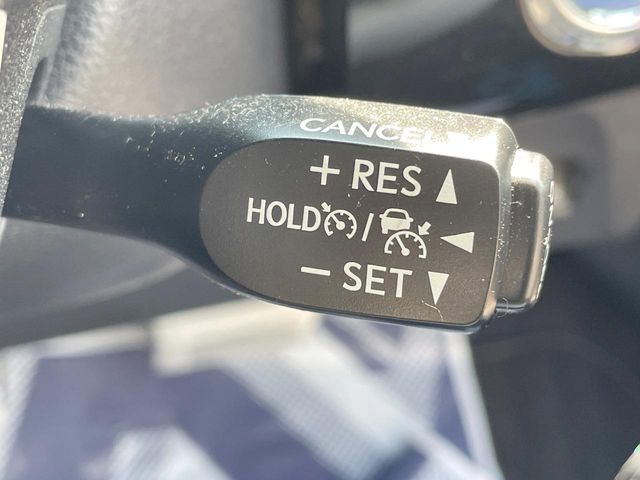 CANCEL
+ RES
HOLD /
− SET